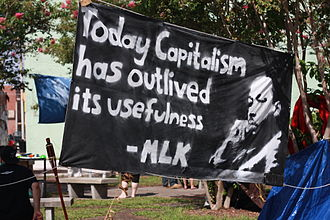 Today Capitalism
has outlived
its usefulness
-MLK